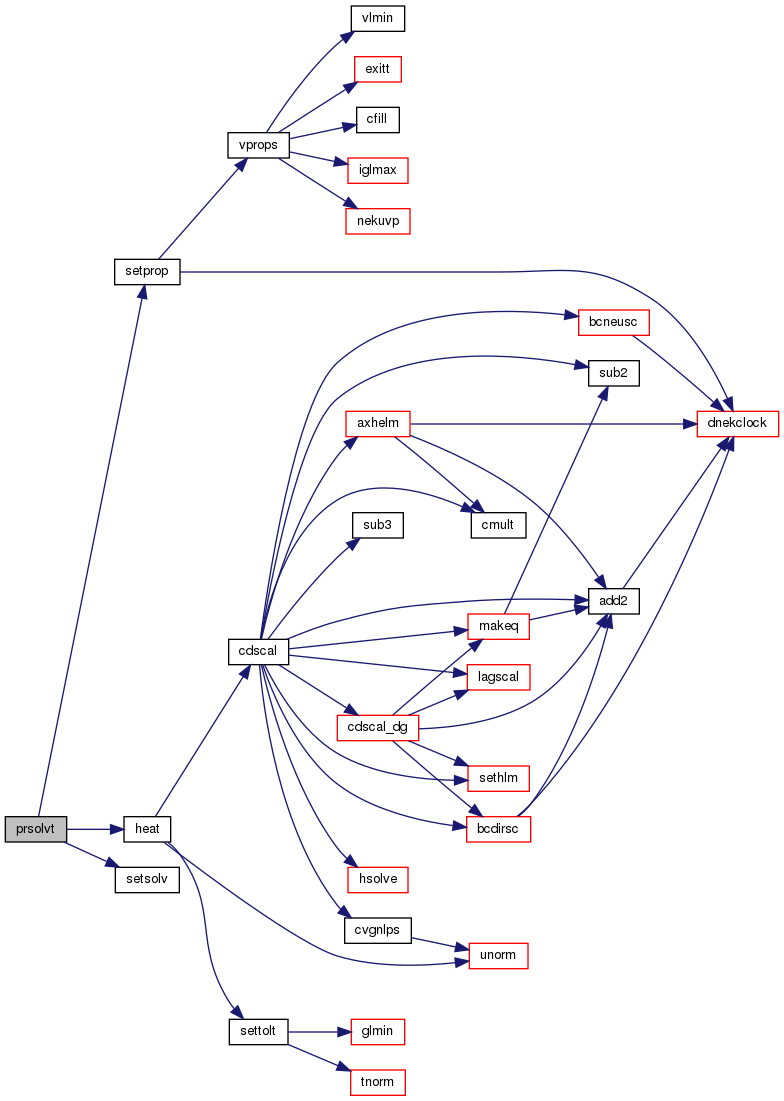 vlmin
exitt
cfill
vprops
iglmax
nekuvp
setprop
bcneusc
sub2
axhelm
dnekclock
sub3
cmult
add2
makeq
cdscal
lagscal
cdscal_dg
sethlm
prsolvt
heat
bcdirsc
setsolv
hsolve
cvgnlps
unorm
settolt
glmin
tnorm